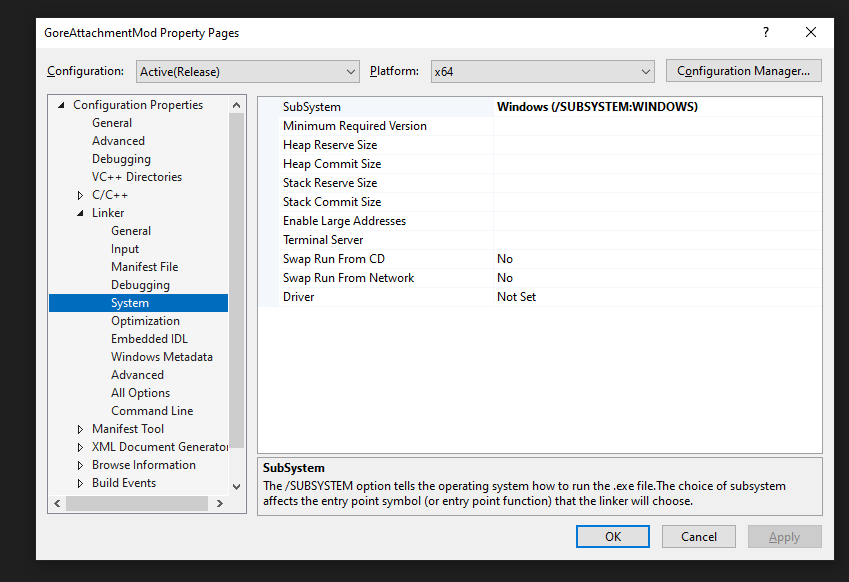 GoreAttachmentMod Property Pages
?
Configuration:
Active(Release)
Platform:
x64
Configuration Manager...
Configuration Properties
General
Advanced
Debugging
VC++ Directories
C/C++
Linker
General
Input
Manifest File
Debugging
System
Optimization
Embedded IDL
Windows Metadata
Advanced
All Options
Command Line
Manifest Tool
XML Document Generator
Browse Information
Build Events
SubSystem Windows (/SUBSYSTEM:WINDOWS)
Minimum Required Version
Heap Reserve Size
Heap Commit Size
Stack Reserve Size
Stack Commit Size
Enable Large Addresses
Terminal Server
Swap Run From CD No
Swap Run From Network No
Driver Not Set
SubSystem
The /SUBSYSTEM option tells the operating system how to run the .exe file.The choice of subsystem
affects the entry point symbol (or entry point function) that the linker will choose.
OK
Cancel
Apply